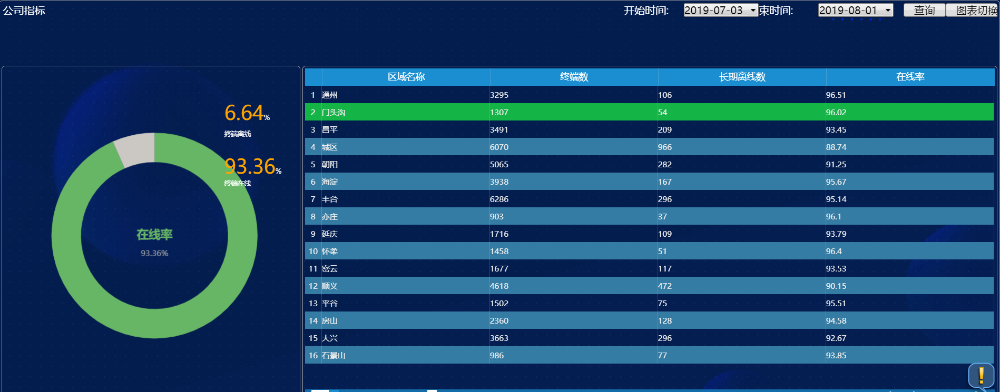 公司指标 开始时间: 2019-07-03 束时间: 2019-08-01 查询 图表切换
6.64%
终端离线
93.36%
终端在线
在线率
93.36%
区域名称 终端数 长期离线数 在线率
1 通州 3295 106 96.51
2 门头沟 1307 54 96.02
3 昌平 3491 209 93.45
4 城区 6070 966 88.74
5 朝阳 5065 282 91.25
6 海淀 3938 167 95.67
7 丰台 6286 296 95.14
8 亦庄 903 37 96.1
9 延庆 1716 109 93.79
10 怀柔 1458 51 96.4
11 密云 1677 117 93.53
12 顺义 4618 472 90.15
13 平谷 1502 75 95.51
14 房山 2360 128 94.58
15 大兴 3663 296 92.67
16 石景山 986 77 93.85